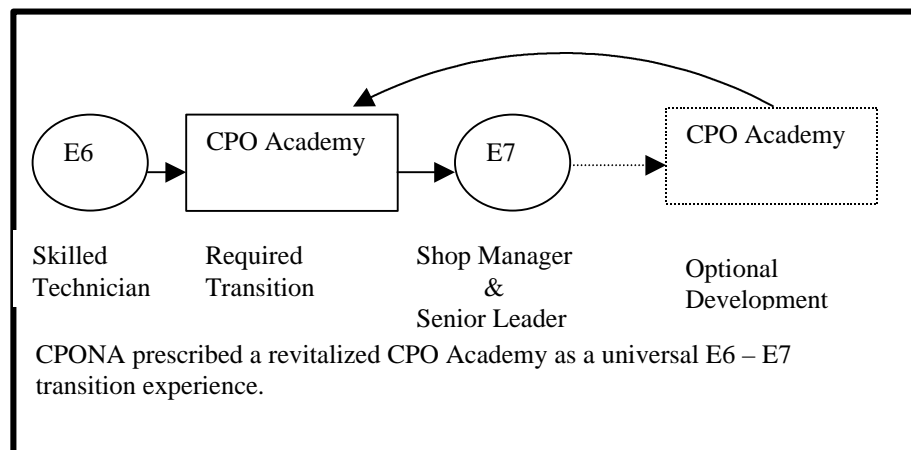 E6
CPO Academy
E7
CPO Academy
Skilled
Technician
Required
Transition
Shop Manager
&
Senior Leader
Optional
Development
CPONA prescribed a revitalized CPO Academy as a universal E6 – E7
transition experience.